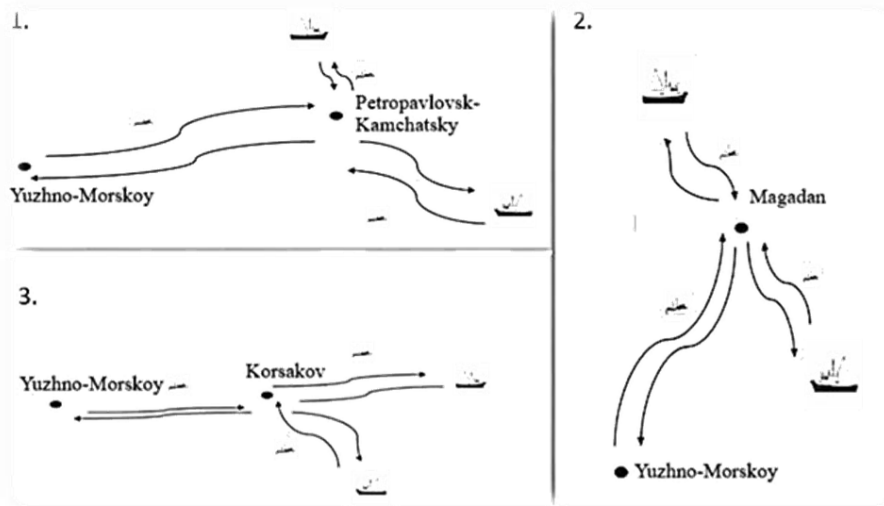 1.
Petropavlovsk-
Kamchatsky
Yuzhno-Morskoy
2.
Magadan
Yuzhno-Morskoy
3.
Korsakov
Yuzhno-Morskoy